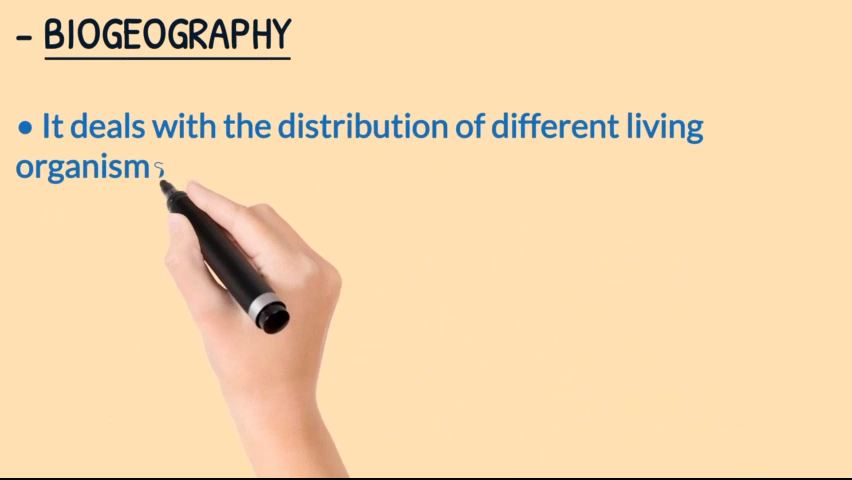 - BIOGEOGRAPHY
• It deals with the distribution of different living
organisms